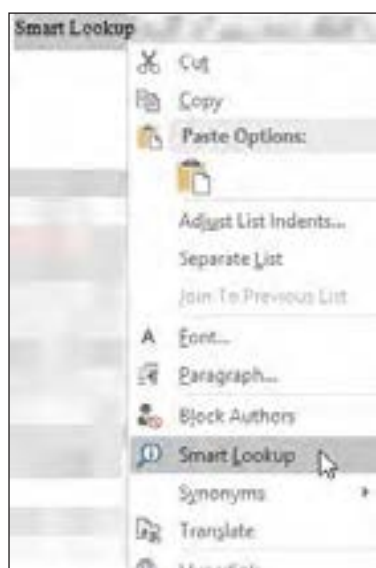 Smart Lookup
Cut
Copy
Paste Options:
Adjust List Indents...
Separate List
Join To Previous List
A Font...
Paragraph...
Block Authors
Smart Lookup
Synonyms
Translate
Hyperlink